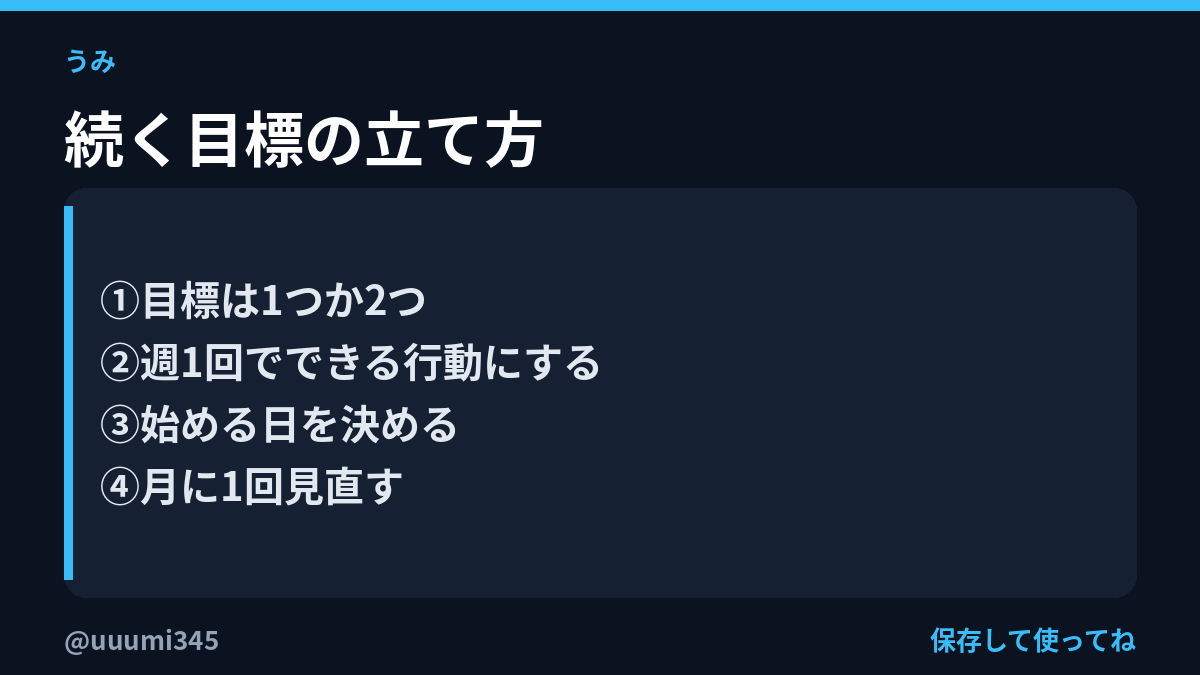 うみ
続く目標の立て方
①目標は1つか2つ
②週1回でできる行動にする
③始める日を決める
④月に1回見直す
@uuumi345
保存して使ってね